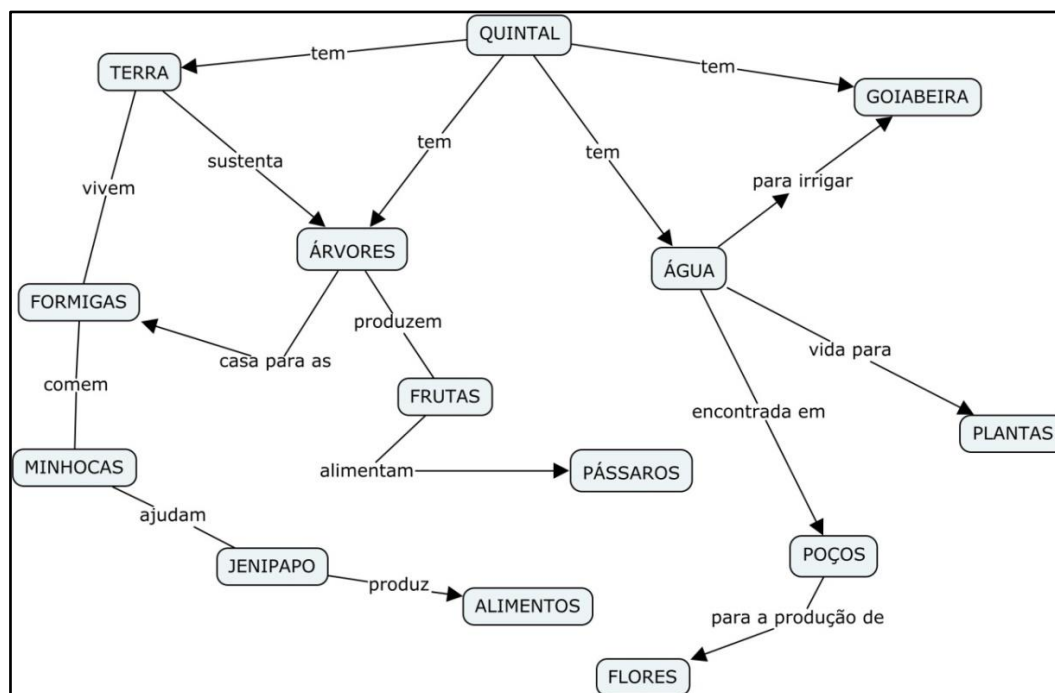 QUINTAL
tem
TERRA
tem
GOIABEIRA
tem
tem
sustenta
para irrigar
vivem
ÁRVORES
ÁGUA
FORMIGAS
produzem
casa para as
vida para
comem
FRUTAS
encontrada em
PLANTAS
MINHOCAS
alimentam
PÁSSAROS
ajudam
POÇOS
JENIPAPO
produz
ALIMENTOS
para a produção de
FLORES